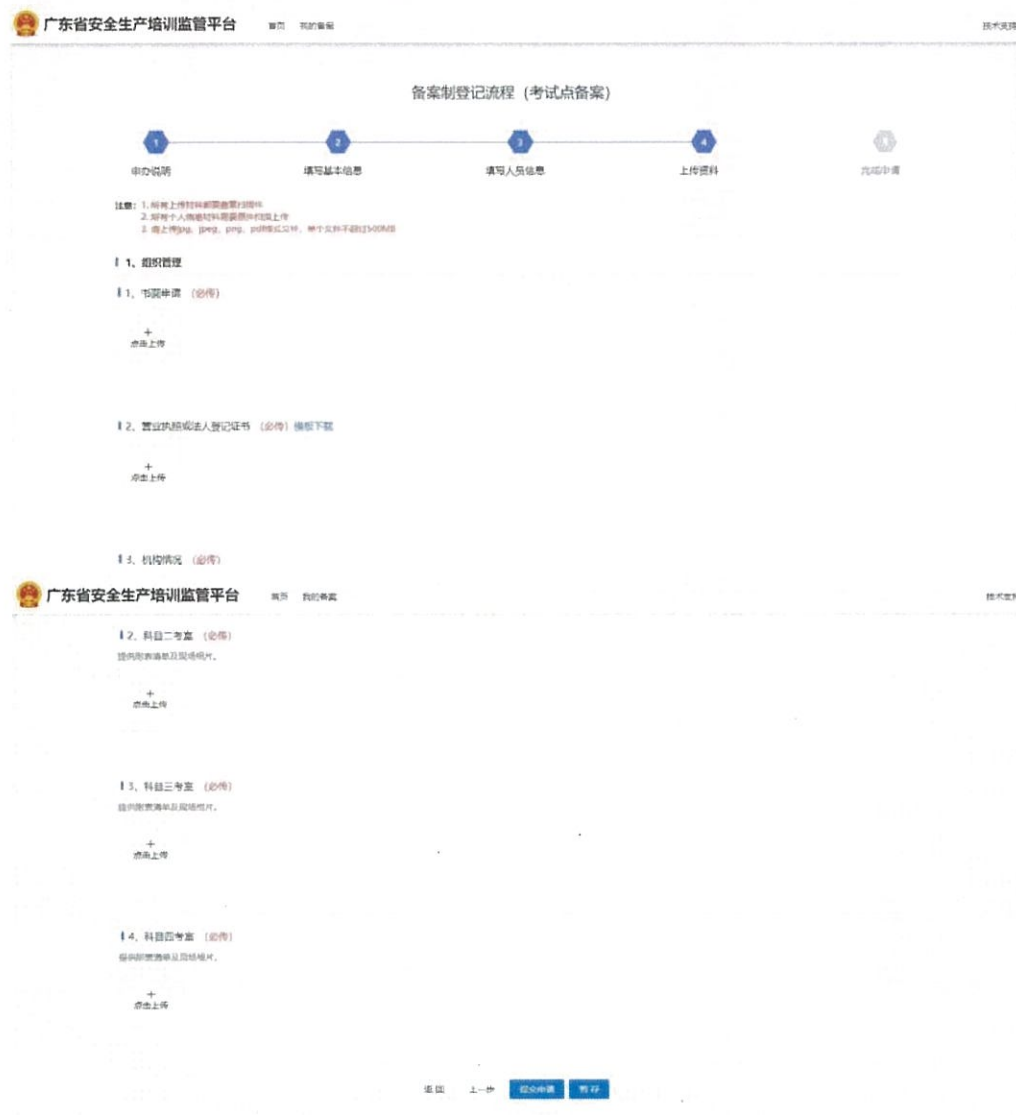 广东省安全生产培训监管平台 首页 我的备案 技术支持
备案制登记流程（考试点备案）
1 2 3 4 5
申办说明 填写基本信息 填写人员信息 上传资料 完成申请
注意：1. 所有上传材料都要盖章扫描件
2. 所有个人信息材料需要原件扫描上传
3. 请上传jpg、jpeg、png、pdf格式文件，单个文件不超过500MB
1、组织管理
1、书面申请 （必传）
+
点击上传
2、营业执照或法人登记证书 （必传） 模板下载
+
点击上传
3、机构情况 （必传）
广东省安全生产培训监管平台 首页 我的备案 技术支持
2、科目二考室 （必传）
提供附表清单及现场照片。
+
点击上传
3、科目三考室 （必传）
提供附表清单及现场照片。
+
点击上传
4、科目四考室 （必传）
提供附表清单及现场照片。
+
点击上传
返回 上一步 提交申请 暂存